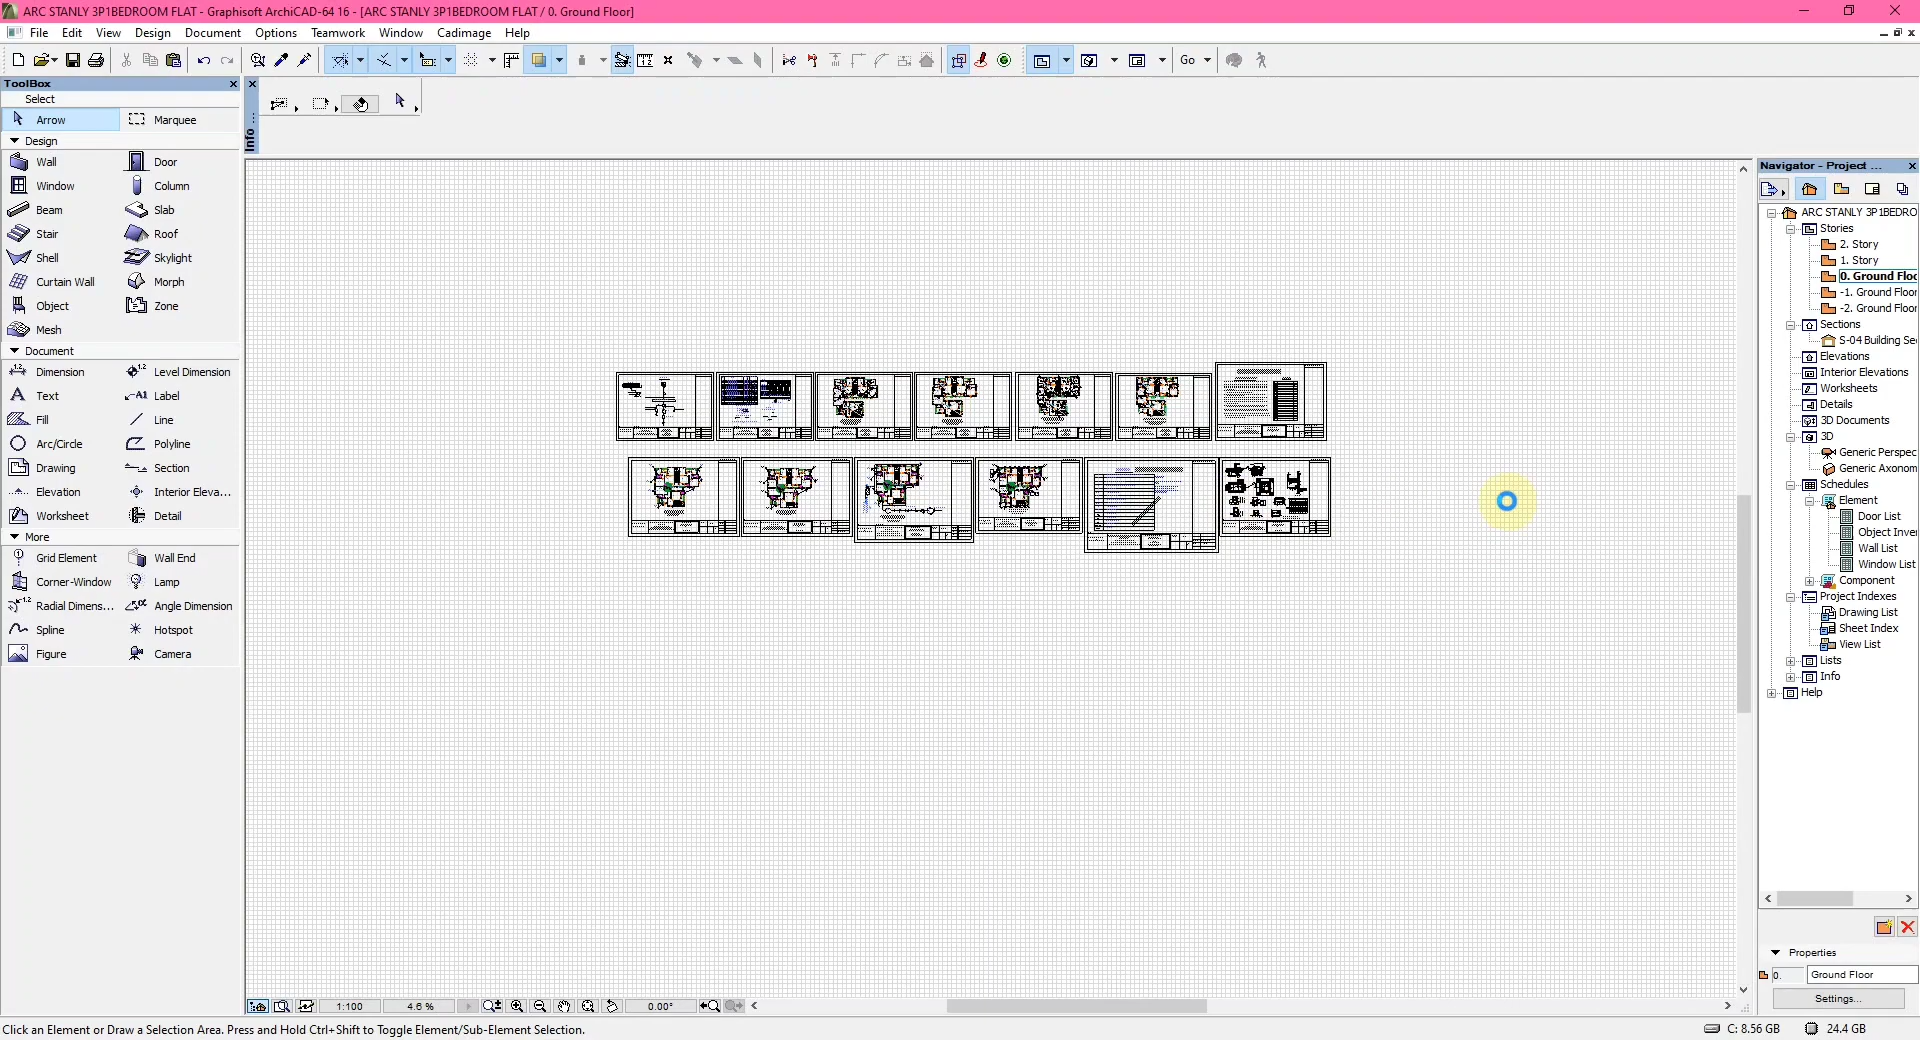 ARC STANLY 3P1BEDROOM FLAT - Graphisoft ArchiCAD-64 16 - [ARC STANLY 3P1BEDROOM FLAT / 0. Ground Floor]
File Edit View Design Document Options Teamwork Window Cadimage Help
Go
ToolBox
Select
Arrow Marquee
Design
Wall Door
Window Column
Beam Slab
Stair Roof
Shell Skylight
Curtain Wall Morph
Object Zone
Mesh
Document
Dimension Level Dimension
Text Label
Fill Line
Arc/Circle Polyline
Drawing Section
Elevation Interior Eleva...
Worksheet Detail
More
Grid Element Wall End
Corner-Window Lamp
Radial Dimens... Angle Dimension
Spline Hotspot
Figure Camera
Info ...
Navigator - Project ...
ARC STANLY 3P1BEDRO
Stories
2. Story
1. Story
0. Ground Floo
-1. Ground Floor
-2. Ground Floor
Sections
S-04 Building Se
Elevations
Interior Elevations
Worksheets
Details
3D Documents
3D
Generic Perspec
Generic Axonom
Schedules
Element
Door List
Object Inve
Wall List
Window List
Component
Project Indexes
Drawing List
Sheet Index
View List
Lists
Info
Help
Properties
0. Ground Floor
Settings...
1:100 4.6 % 0.00°
Click an Element or Draw a Selection Area. Press and Hold Ctrl+Shift to Toggle Element/Sub-Element Selection.
C: 8.56 GB 24.4 GB